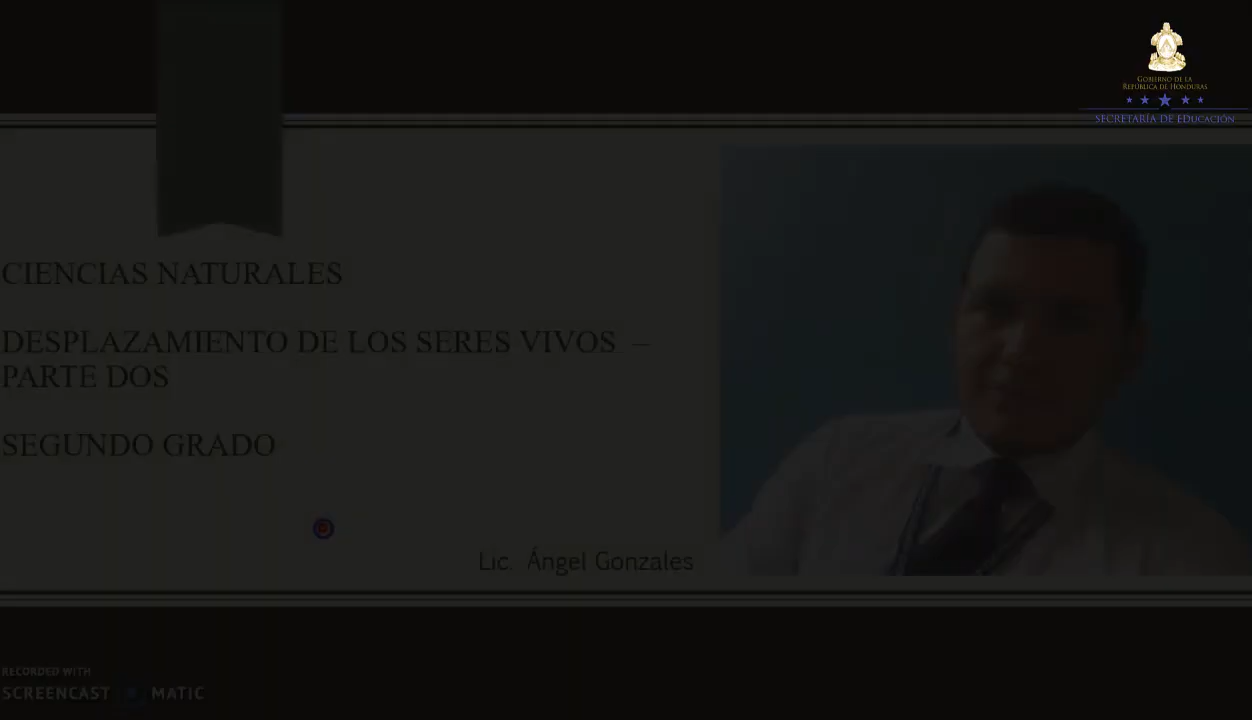 GOBIERNO DE LA
REPÚBLICA DE HONDURAS
SECRETARÍA DE EDUCACIÓN
CIENCIAS NATURALES
DESPLAZAMIENTO DE LOS SERES VIVOS –
PARTE DOS
SEGUNDO GRADO
Lic. Ángel Gonzales
RECORDED WITH
SCREENCAST MATIC